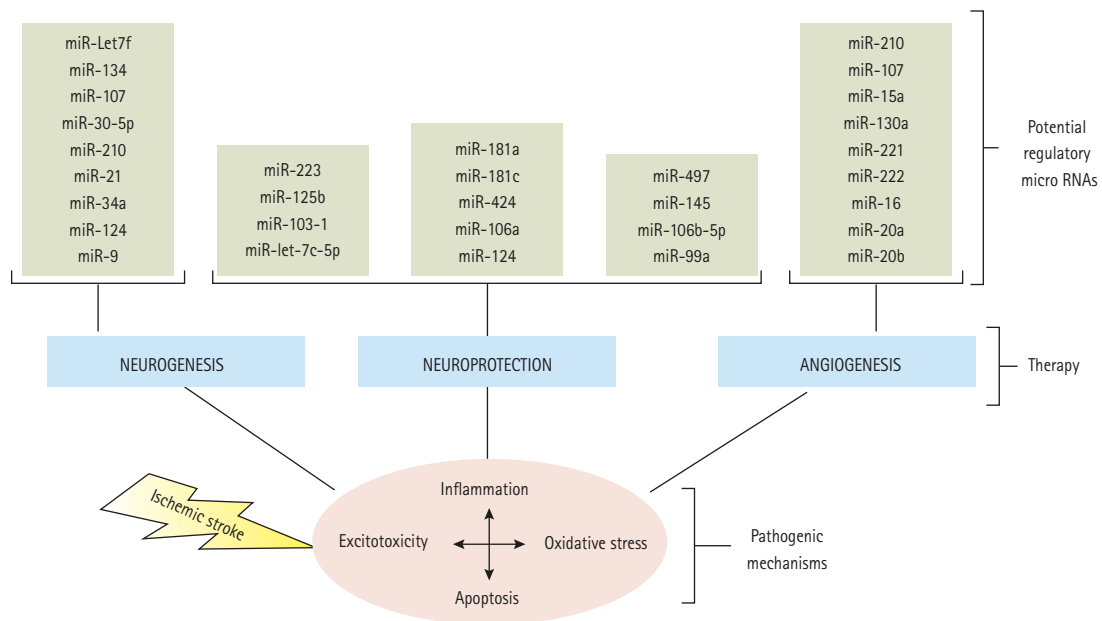 miR-Let7f
miR-134
miR-107
miR-30-5p
miR-210
miR-21
miR-34a
miR-124
miR-9
miR-223
miR-125b
miR-103-1
miR-let-7c-5p
miR-181a
miR-181c
miR-424
miR-106a
miR-124
miR-497
miR-145
miR-106b-5p
miR-99a
miR-210
miR-107
miR-15a
miR-130a
miR-221
miR-222
miR-16
miR-20a
miR-20b
Potential
regulatory
micro RNAs
NEUROGENESIS
NEUROPROTECTION
ANGIOGENESIS
Therapy
Ischemic stroke
Inflammation
Excitotoxicity
Oxidative stress
Apoptosis
Pathogenic
mechanisms